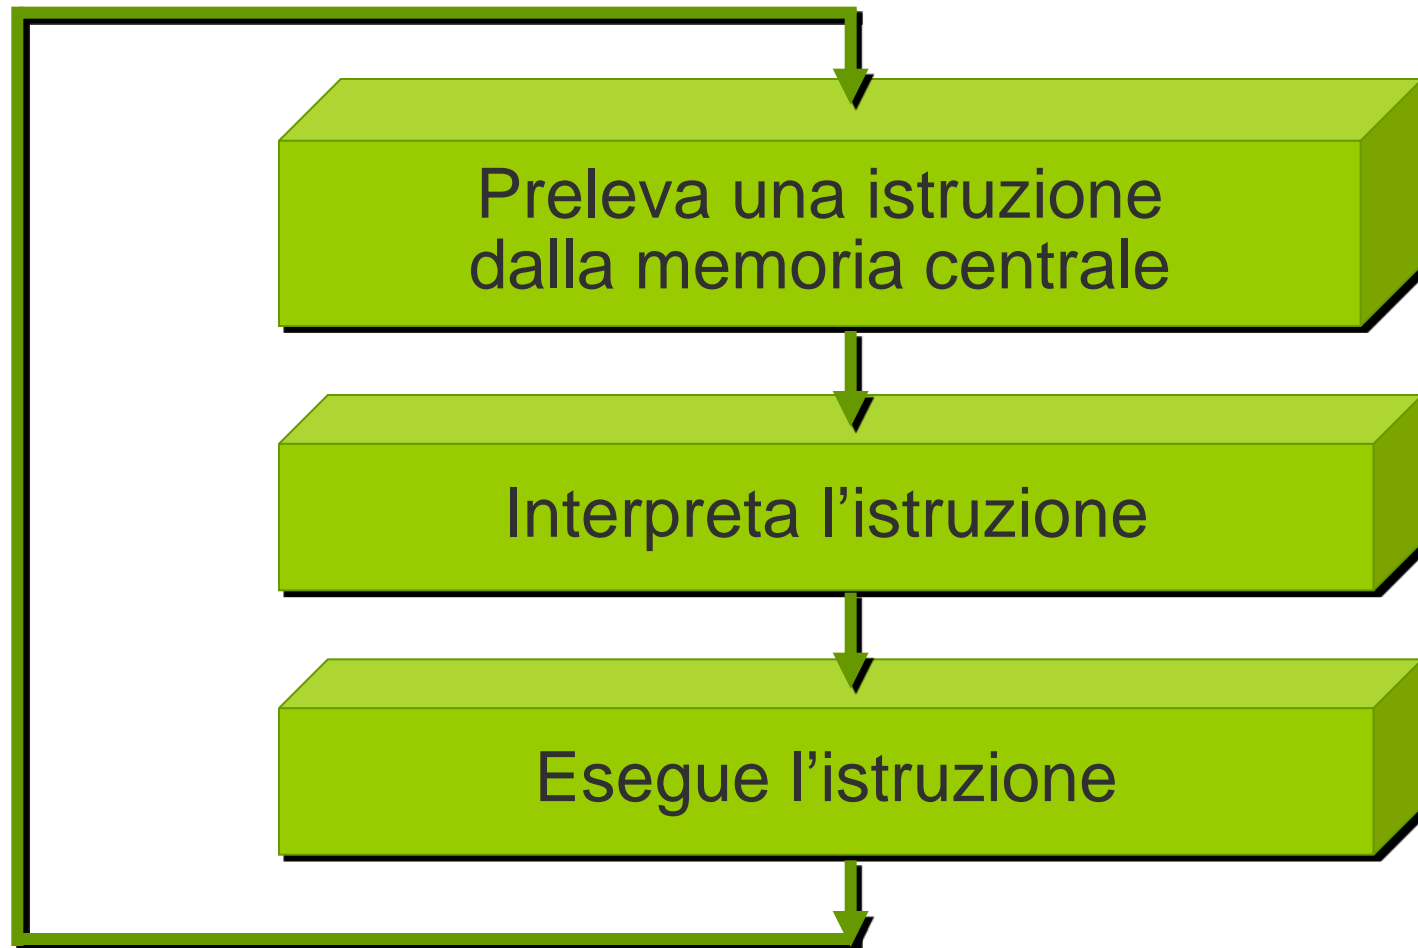 Preleva una istruzione
dalla memoria centrale
Interpreta l’istruzione
Esegue l’istruzione